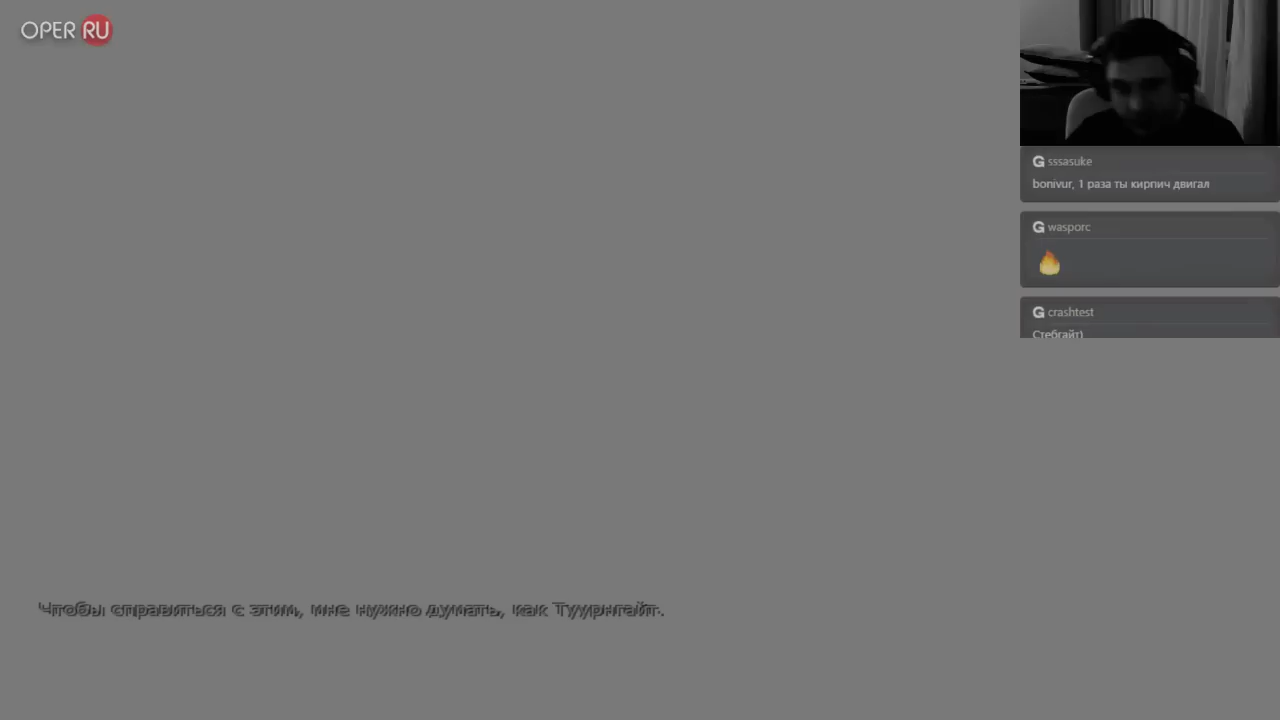 OPER RU
G sssasuke
bonivur, 1 раза ты кирпич двигал
G wasporc
G crashtest
Стебгайт)
Чтобы справиться с этим, мне нужно думать, как Туурнгайт.